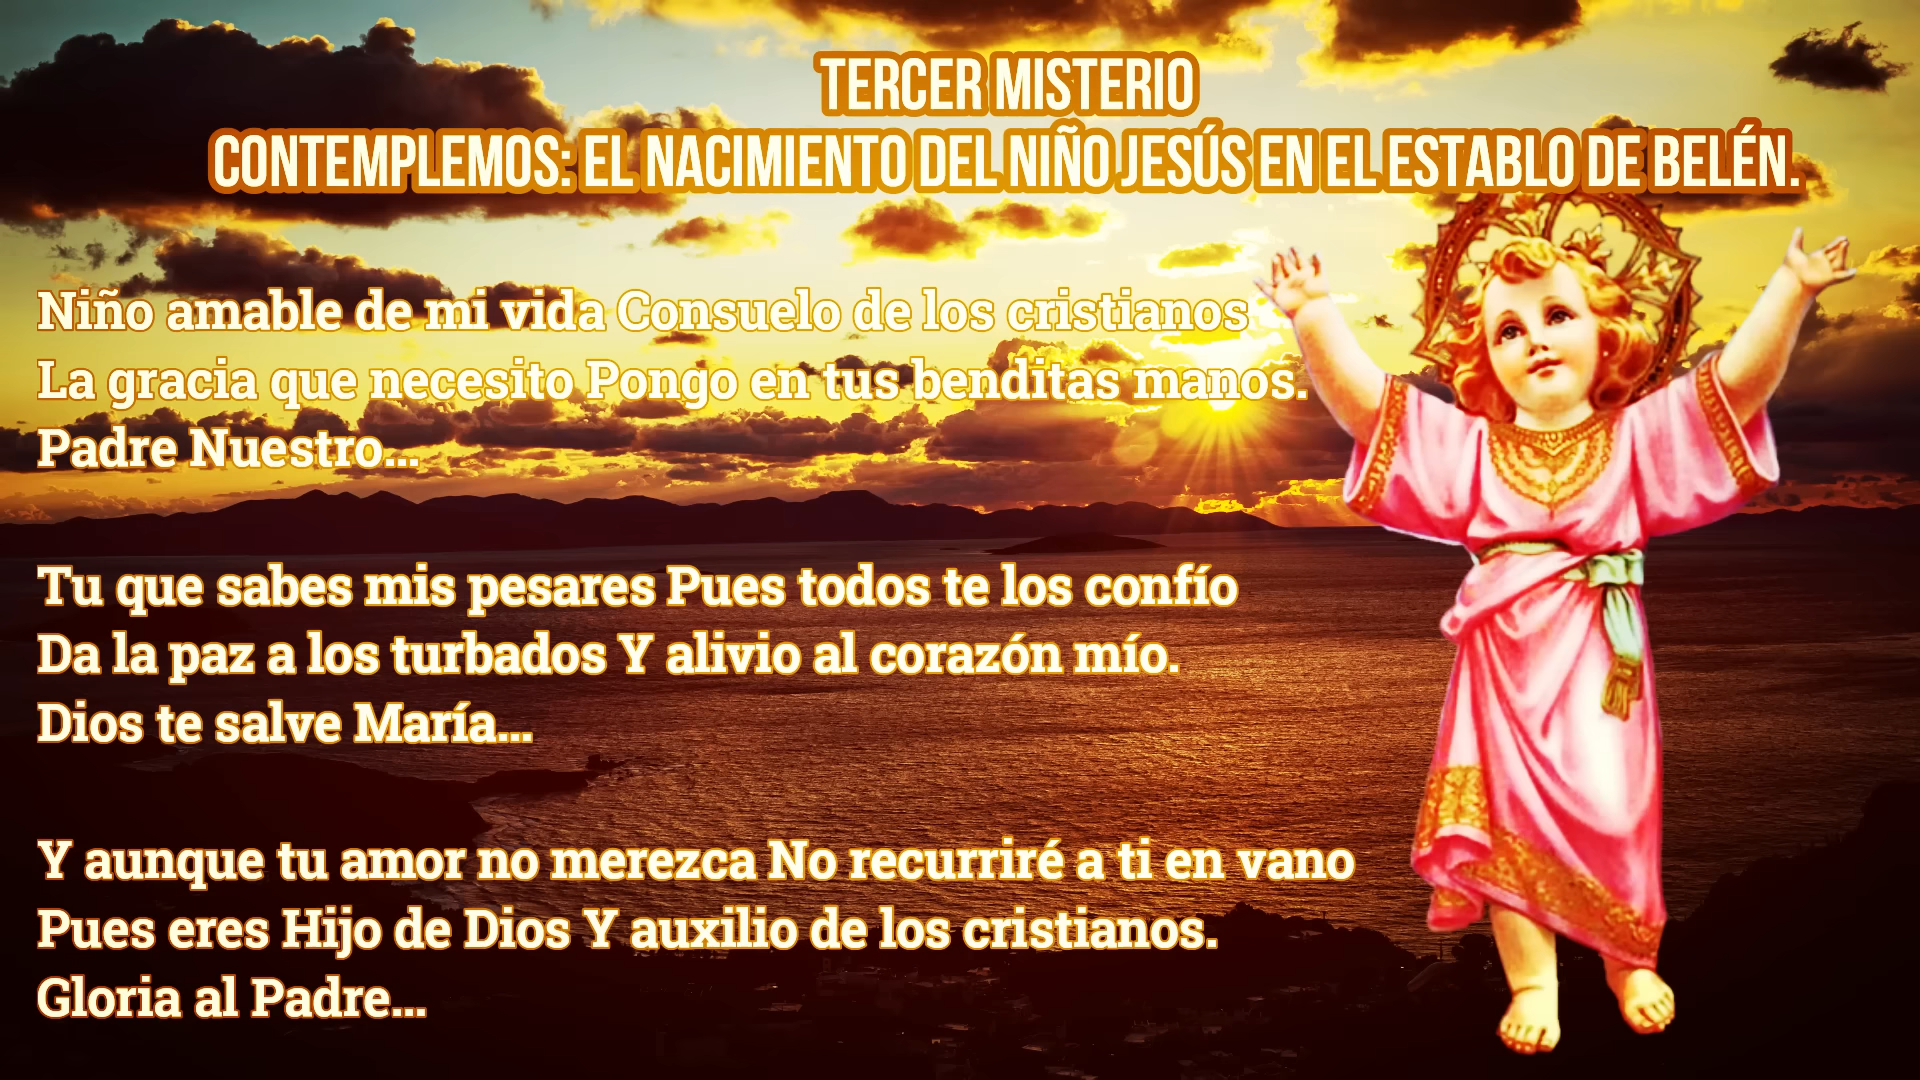 TERCER MISTERIO
CONTEMPLEMOS: EL NACIMIENTO DEL NIÑO JESÚS EN EL ESTABLO DE BELÉN.
Niño amable de mi vida Consuelo de los cristianos
La gracia que necesito Pongo en tus benditas manos.
Padre Nuestro...
Tu que sabes mis pesares Pues todos te los confío
Da la paz a los turbados Y alivio al corazón mío.
Dios te salve María...
Y aunque tu amor no merezca No recurriré a ti en vano
Pues eres Hijo de Dios Y auxilio de los cristianos.
Gloria al Padre...